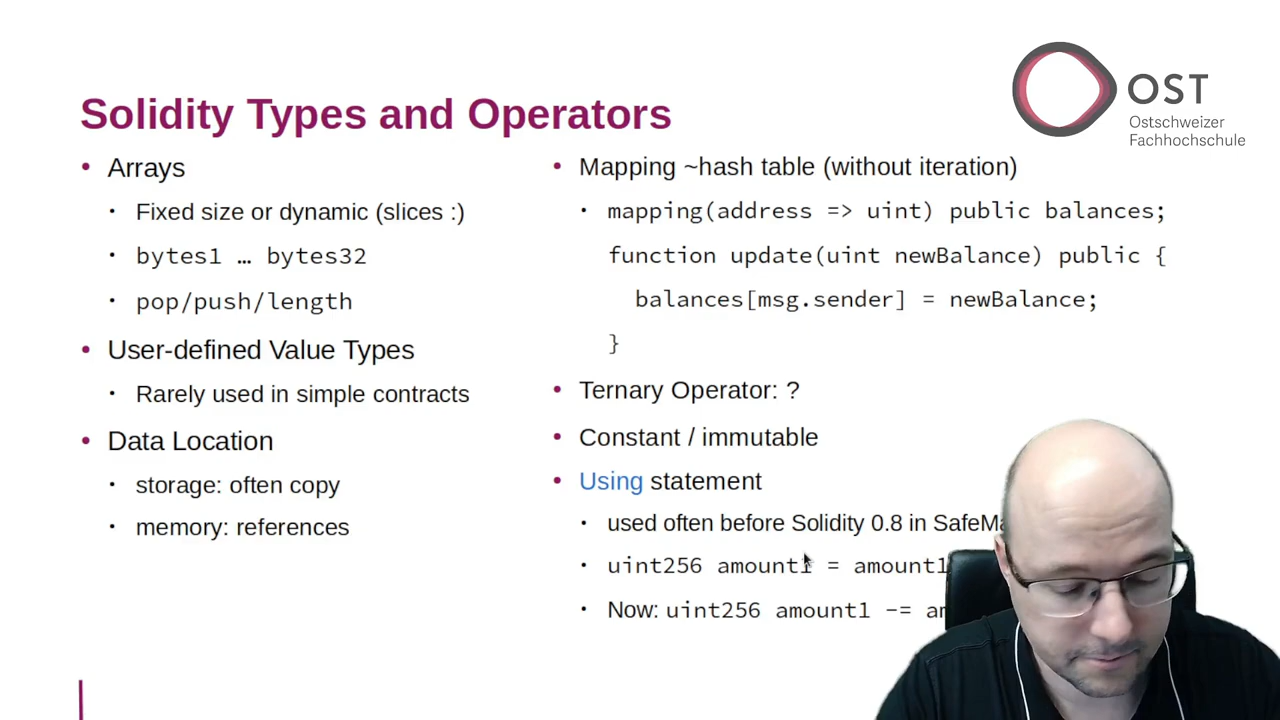 OST
Ostschweizer
Fachhochschule
Solidity Types and Operators
• Arrays
• Fixed size or dynamic (slices :)
• bytes1 … bytes32
• pop/push/length
• User-defined Value Types
• Rarely used in simple contracts
• Data Location
• storage: often copy
• memory: references
• Mapping ~hash table (without iteration)
• mapping(address => uint) public balances;
function update(uint newBalance) public {
balances[msg.sender] = newBalance;
}
• Ternary Operator: ?
• Constant / immutable
• Using statement
• used often before Solidity 0.8 in
• uint256 amount1 = amount1
• Now: uint256 amount1 -=